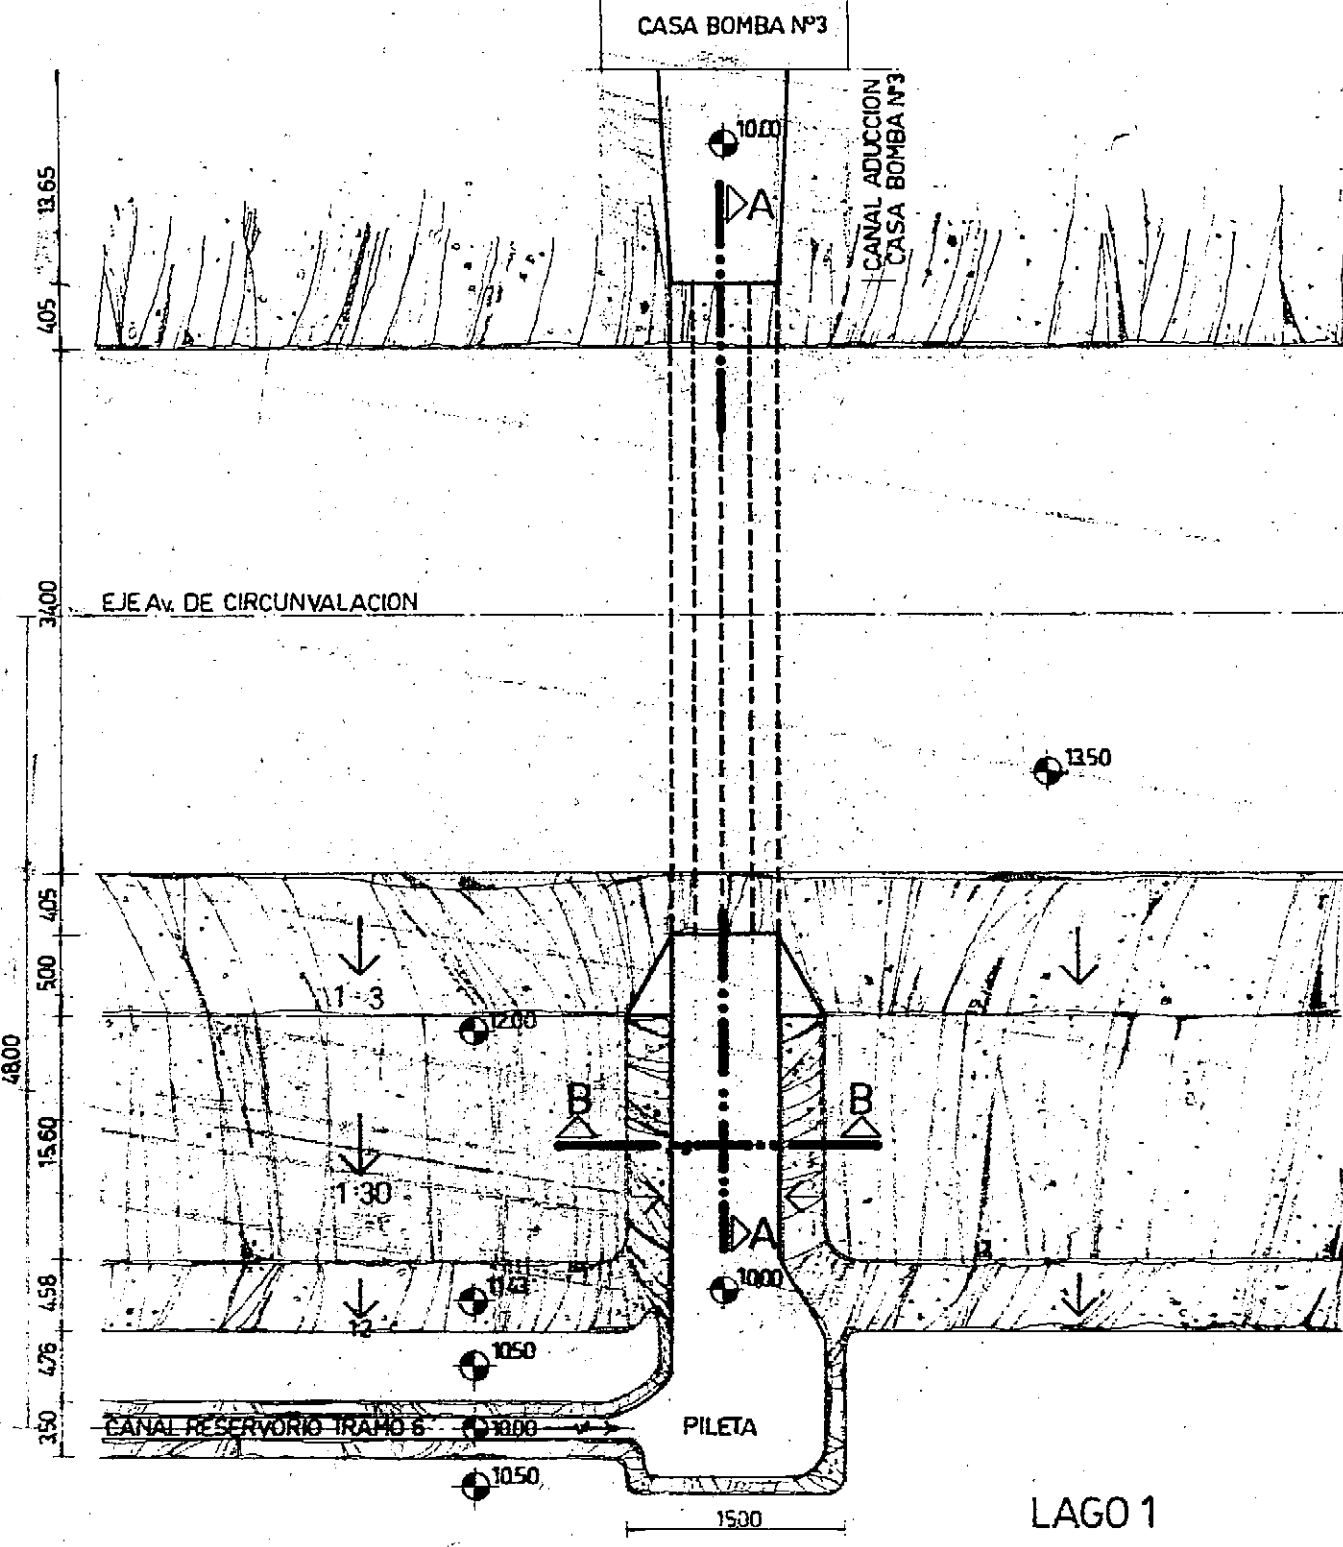 CASA BOMBA Nº3
CANAL ADUCCION
CASA BOMBA Nº3
10.00
A
13.65
4.05
34.00
EJE Av. DE CIRCUNVALACION
13.50
4.05
5.00
1:3
12.00
48.00
B
B
15.60
1:30
A
10.00
4.58
11.43
1:2
4.76
10.50
3.50
CANAL RESERVORIO TRAMO 6
10.00
PILETA
10.50
15.00
LAGO 1